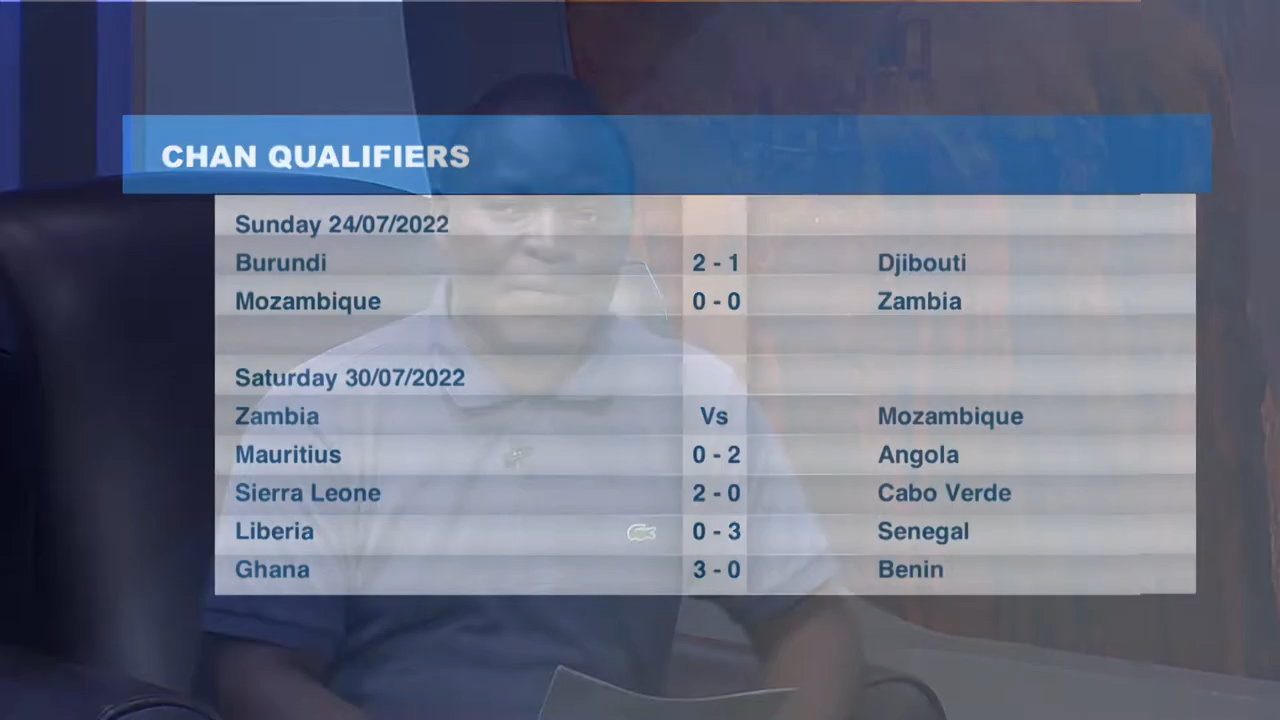 CHAN QUALIFIERS
Sunday 24/07/2022
Burundi 2 - 1 Djibouti
Mozambique 0 - 0 Zambia
Saturday 30/07/2022
Zambia Vs Mozambique
Mauritius 0 - 2 Angola
Sierra Leone 2 - 0 Cabo Verde
Liberia 0 - 3 Senegal
Ghana 3 - 0 Benin